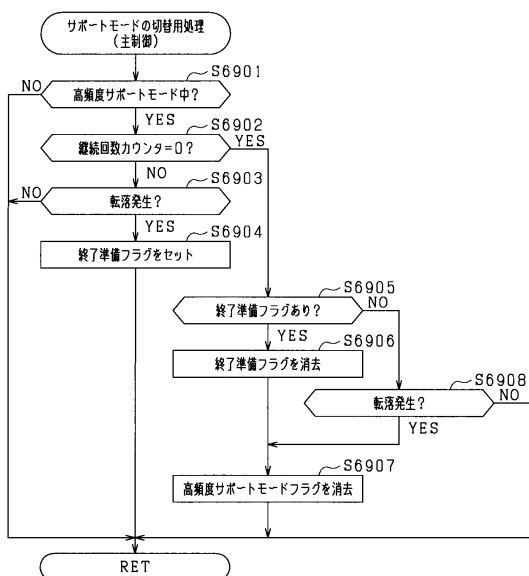 サポートモードの切替用処理
(主制御)
S6901
NO
高頻度サポートモード中?
YES
S6902
継続回数カウンタ=0?
YES
NO
S6903
NO
転落発生?
YES
S6904
終了準備フラグをセット
S6905
終了準備フラグあり?
NO
YES
S6906
終了準備フラグを消去
S6908
転落発生?
NO
YES
S6907
高頻度サポートモードフラグを消去
RET